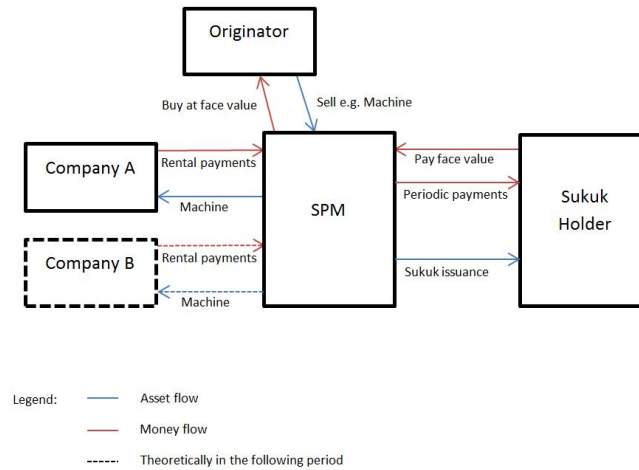 Originator
Buy at face value
Sell e.g. Machine
Company A
Rental payments
Machine
Company B
Rental payments
Machine
SPM
Pay face value
Periodic payments
Sukuk issuance
Sukuk
Holder
Legend:
Asset flow
Money flow
Theoretically in the following period